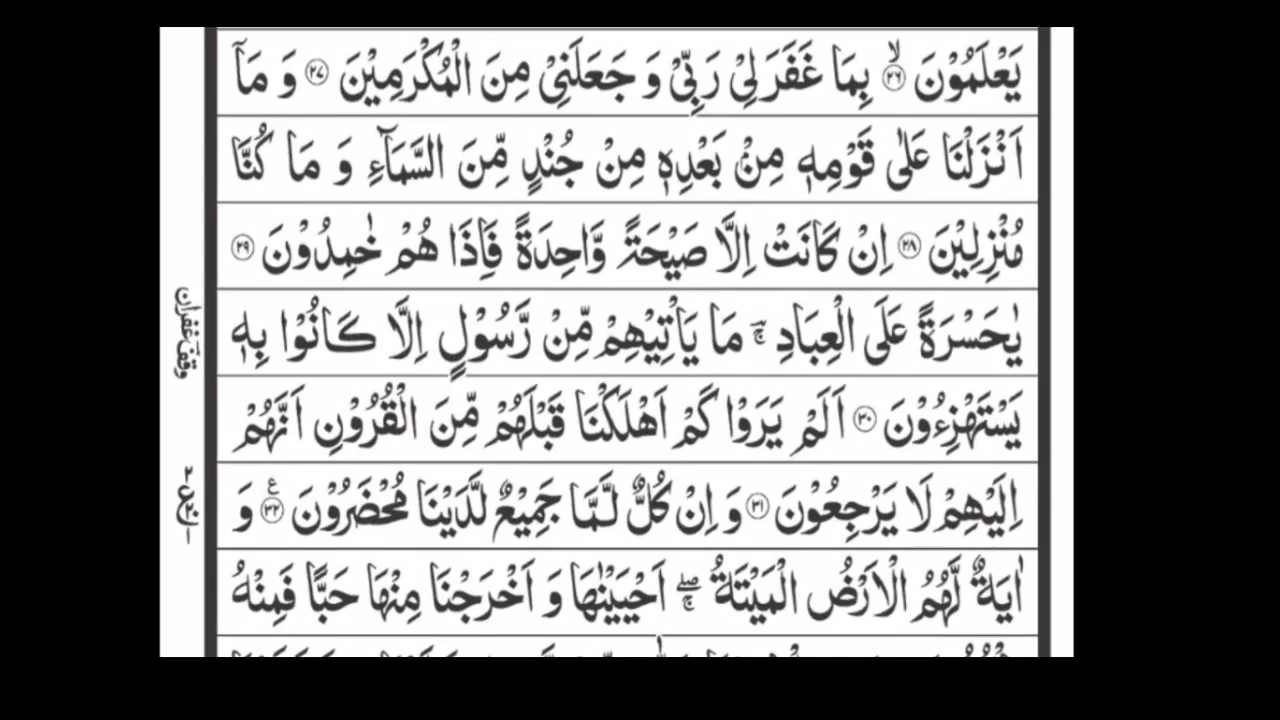 يَعْلَمُوْنَ ۙ﴿۲۶﴾ بِمَا غَفَرَ لِىْ رَبِّىْ وَ جَعَلَنِىْ مِنَ الْمُكْرَمِيْنَ ﴿۲۷﴾ وَ مَاۤ
اَنْزَلْنَا عَلٰى قَوْمِهٖ مِنْۢ بَعْدِهٖ مِنْ جُنْدٍ مِّنَ السَّمَآءِ وَ مَا كُنَّا
مُنْزِلِيْنَ ﴿۲۸﴾ اِنْ كَانَتْ اِلَّا صَيْحَةً وَّاحِدَةً فَاِذَا هُمْ خٰمِدُوْنَ ﴿۲۹﴾
يٰحَسْرَةً عَلَى الْعِبَادِ ۚ مَا يَاْتِيْهِمْ مِّنْ رَّسُوْلٍ اِلَّا كَانُوْا بِهٖ
وقف غفران
يَسْتَهْزِءُوْنَ ﴿۳۰﴾ اَلَمْ يَرَوْا كَمْ اَهْلَكْنَا قَبْلَهُمْ مِّنَ الْقُرُوْنِ اَنَّهُمْ
اِلَيْهِمْ لَا يَرْجِعُوْنَ ﴿۳۱﴾ وَ اِنْ كُلٌّ لَّمَّا جَمِيْعٌ لَّدَيْنَا مُحْضَرُوْنَ ﴿۳۲﴾ وَ
اٰيَةٌ لَّهُمُ الْاَرْضُ الْمَيْتَةُ ۖۚ اَحْيَيْنٰهَا وَ اَخْرَجْنَا مِنْهَا حَبًّا فَمِنْهُ